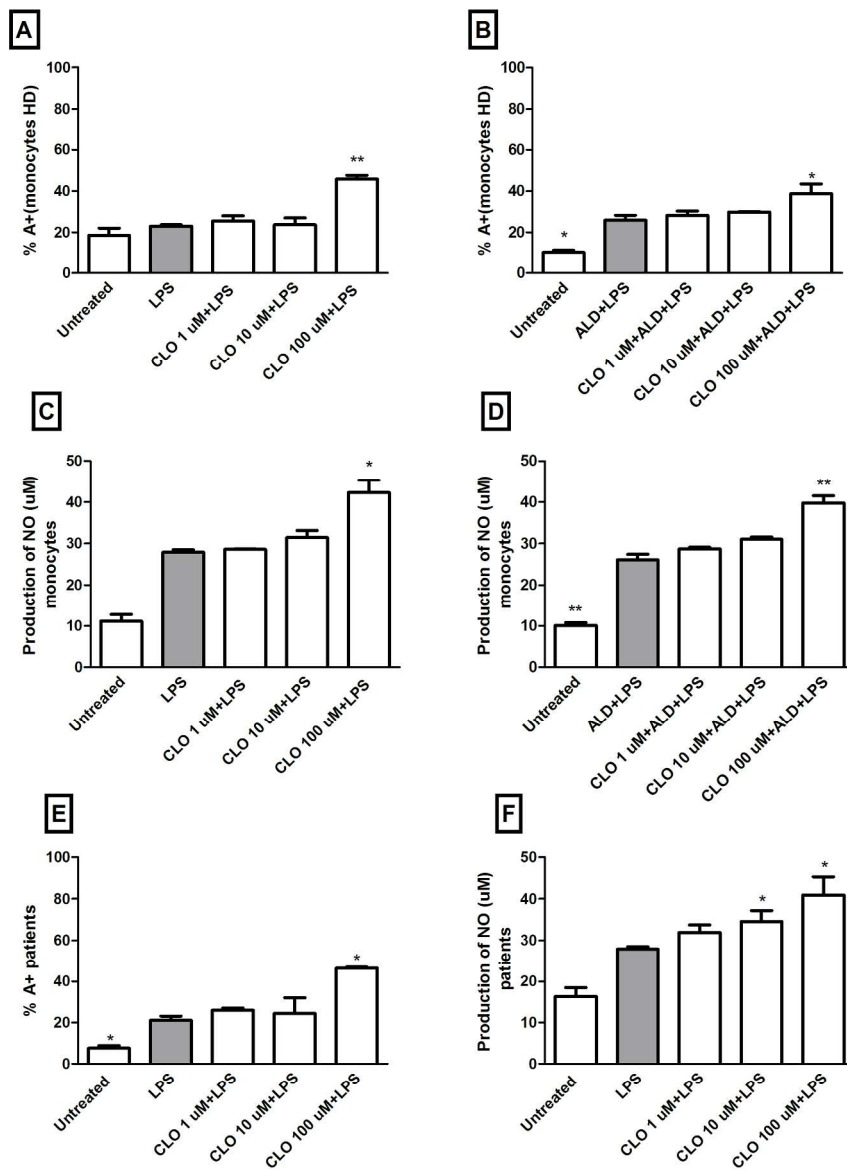 A
% A+(monocytes HD)
100
80
60
40
20
0
**
Untreated
LPS
CLO 1 uM+LPS
CLO 10 uM+LPS
CLO 100 uM+LPS
B
% A+(monocytes HD)
100
80
60
40
20
0
*
*
Untreated
ALD+LPS
CLO 1 uM+ALD+LPS
CLO 10 uM+ALD+LPS
CLO 100 uM+ALD+LPS
C
Production of NO (uM)
monocytes
50
40
30
20
10
0
*
Untreated
LPS
CLO 1 uM+LPS
CLO 10 uM+LPS
CLO 100 uM+LPS
D
Production of NO (uM)
monocytes
50
40
30
20
10
0
**
**
Untreated
ALD+LPS
CLO 1 uM+ALD+LPS
CLO 10 uM+ALD+LPS
CLO 100 uM+ALD+LPS
E
% A+ patients
100
80
60
40
20
0
*
*
Untreated
LPS
CLO 1 uM+LPS
CLO 10 uM+LPS
CLO 100 uM+LPS
F
Production of NO (uM)
patients
50
40
30
20
10
0
*
*
Untreated
LPS
CLO 1 uM+LPS
CLO 10 uM+LPS
CLO 100 uM+LPS